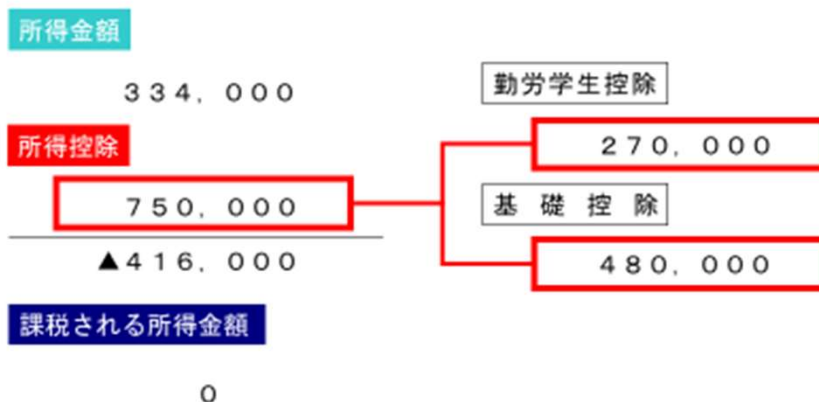 所得金額
334,000
所得控除
750,000
▲416,000
課税される所得金額
0
勤労学生控除
270,000
基礎控除
480,000